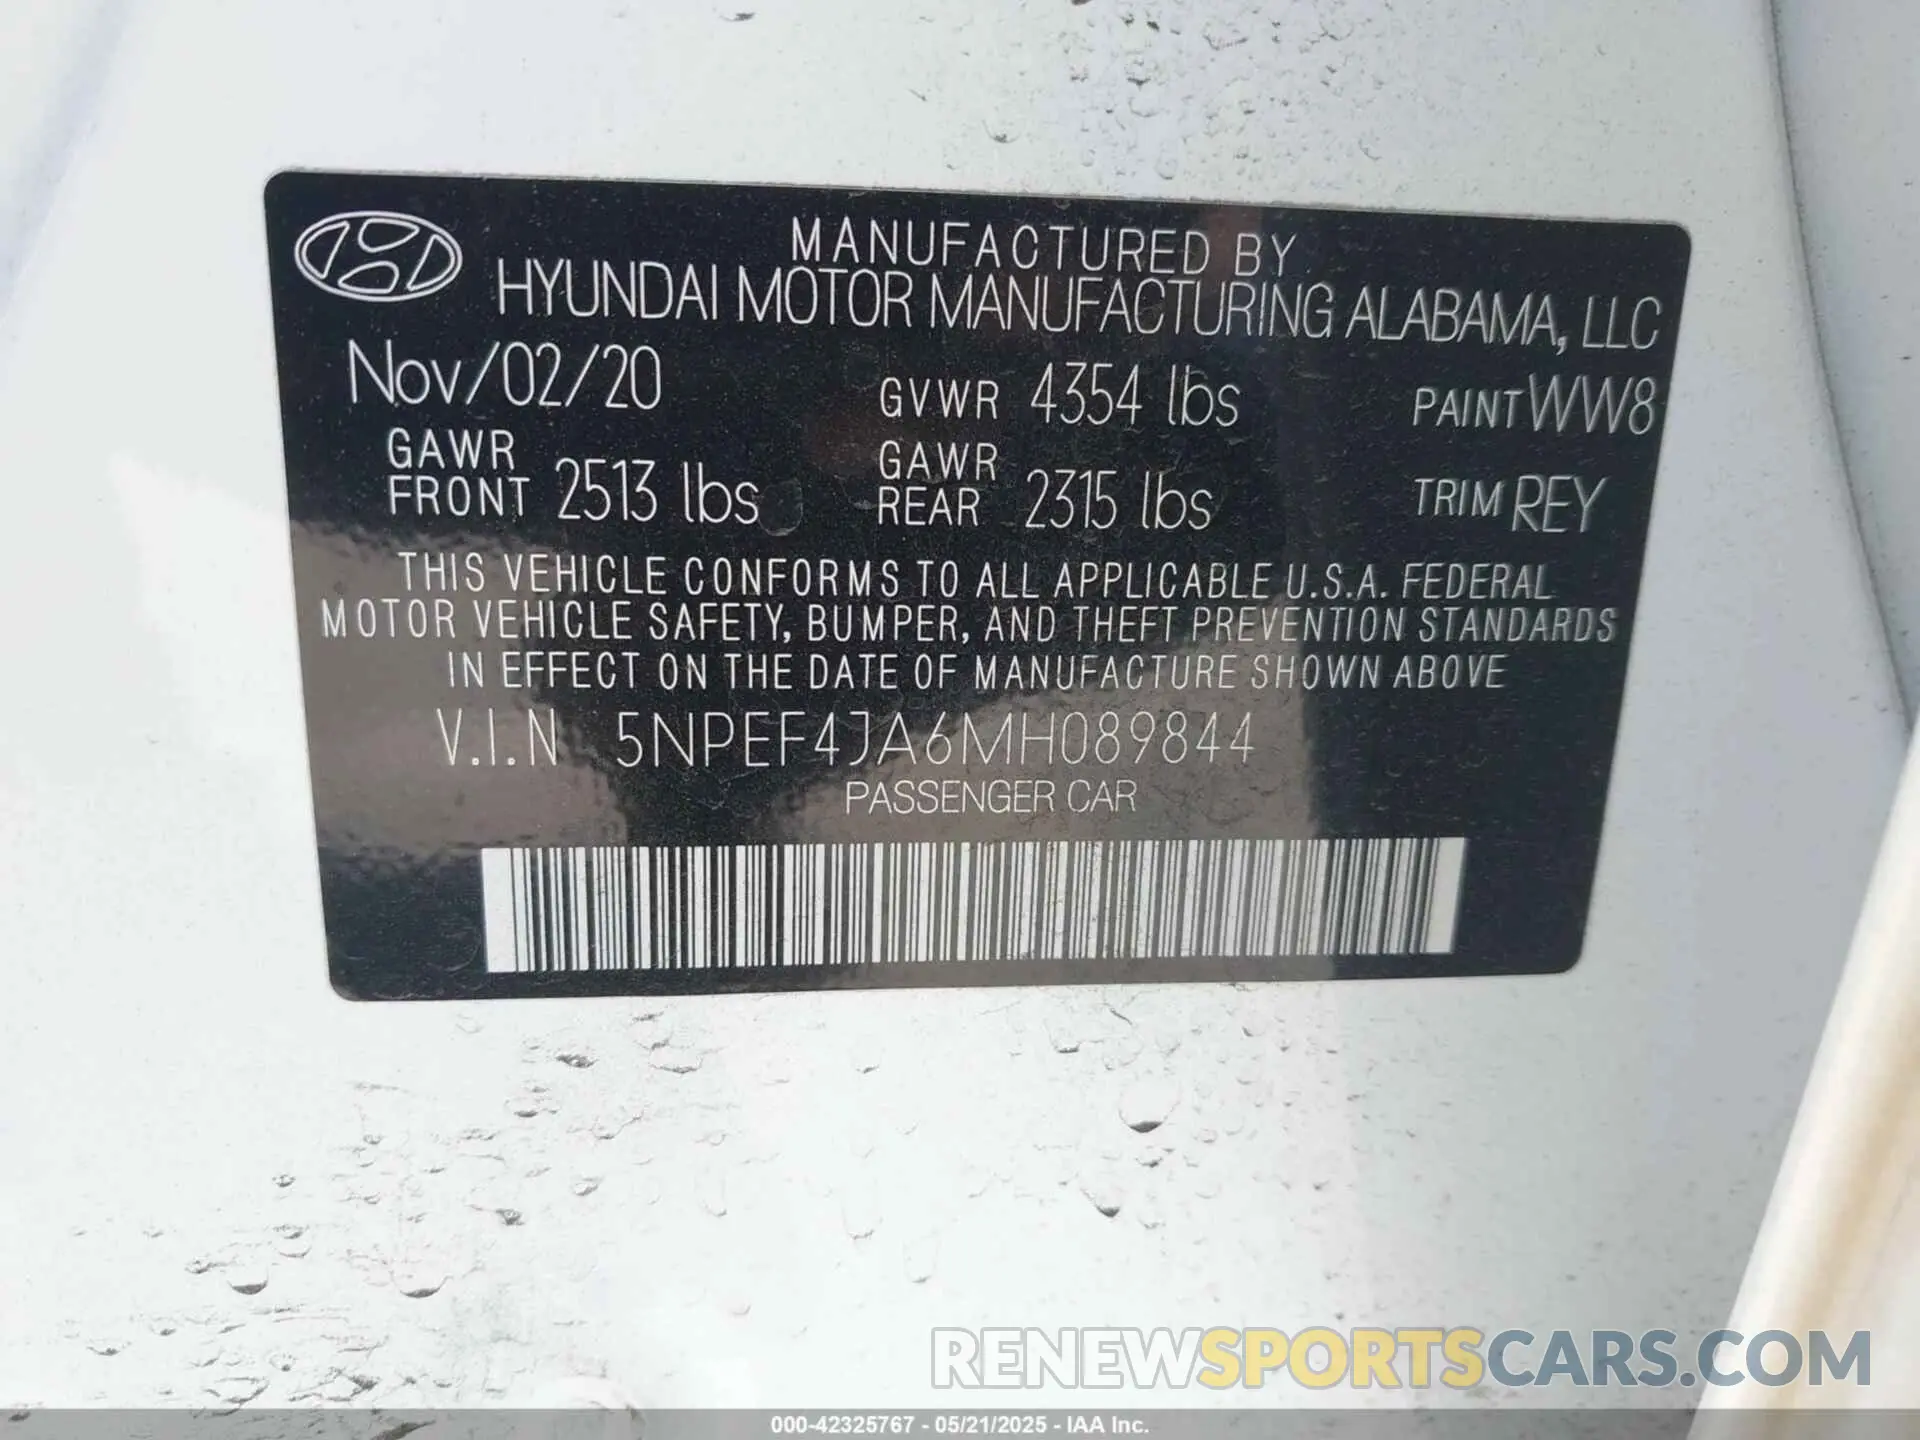 MANUFACTURED BY
HYUNDAI MOTOR MANUFACTURING ALABAMA, LLC
Nov/02/20 GVWR 4354 lbs PAINT WW8
GAWR FRONT 2513 lbs GAWR REAR 2315 lbs TRIM REY
THIS VEHICLE CONFORMS TO ALL APPLICABLE U.S.A. FEDERAL
MOTOR VEHICLE SAFETY, BUMPER, AND THEFT PREVENTION STANDARDS
IN EFFECT ON THE DATE OF MANUFACTURE SHOWN ABOVE
V.I.N 5NPEF4JA6MH089844
PASSENGER CAR
RENEWSPORTSCARS.COM
000-42325767 - 05/21/2025 - IAA Inc.